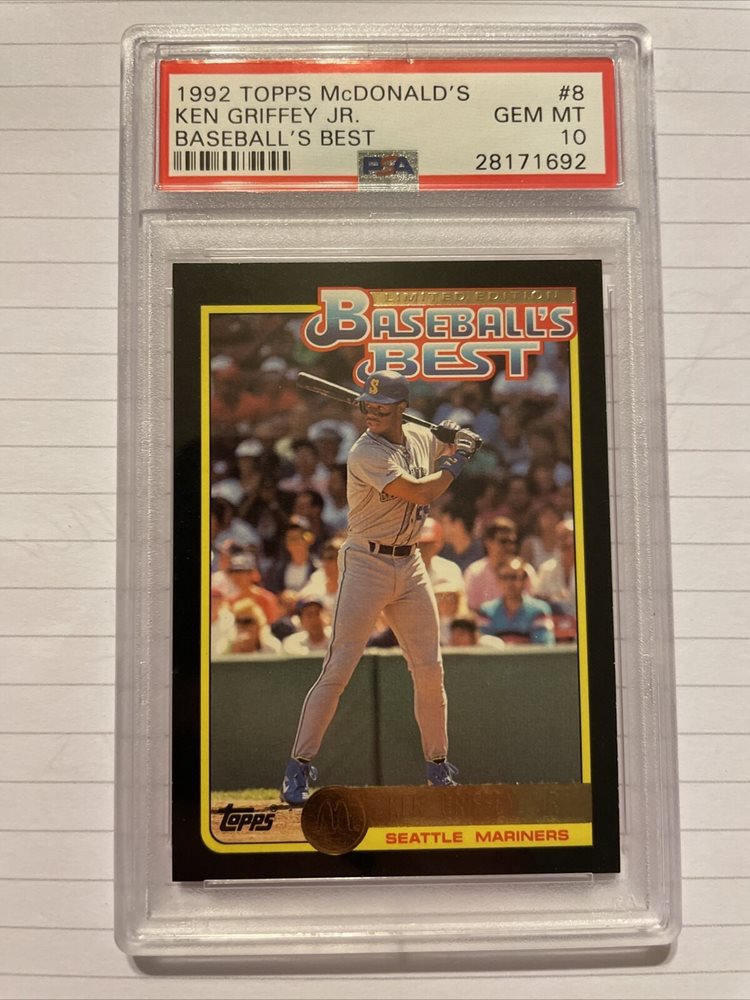 1992 TOPPS McDONALD'S #8
KEN GRIFFEY JR. GEM MT
BASEBALL'S BEST 10
PSA 28171692
LIMITED EDITION
BASEBALL'S
BEST
S
TOPPS
M
SEATTLE MARINERS